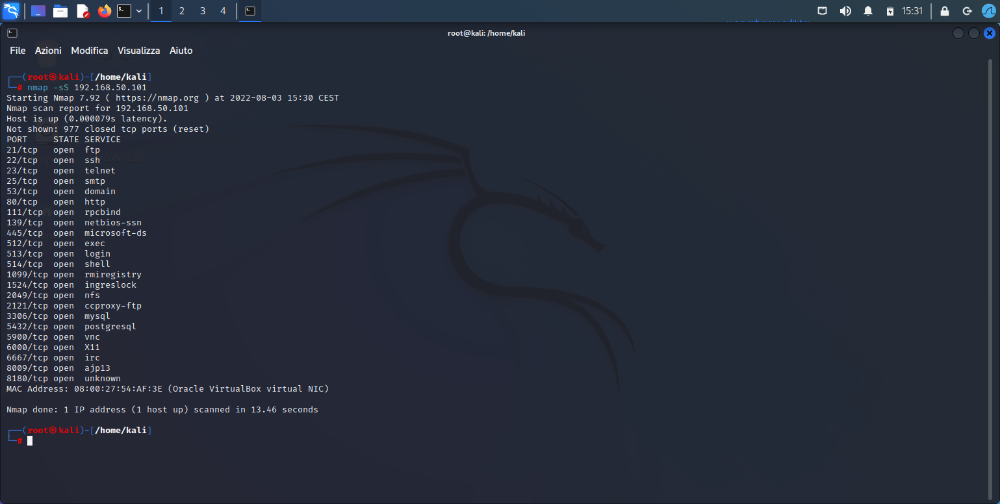 1 2 3 4 15:31
root@kali: /home/kali
File Azioni Modifica Visualizza Aiuto
┌──(root㉿kali)-[/home/kali]
└─# nmap -sS 192.168.50.101
Starting Nmap 7.92 ( https://nmap.org ) at 2022-08-03 15:30 CEST
Nmap scan report for 192.168.50.101
Host is up (0.000079s latency).
Not shown: 977 closed tcp ports (reset)
PORT     STATE SERVICE
21/tcp   open  ftp
22/tcp   open  ssh
23/tcp   open  telnet
25/tcp   open  smtp
53/tcp   open  domain
80/tcp   open  http
111/tcp  open  rpcbind
139/tcp  open  netbios-ssn
445/tcp  open  microsoft-ds
512/tcp  open  exec
513/tcp  open  login
514/tcp  open  shell
1099/tcp open  rmiregistry
1524/tcp open  ingreslock
2049/tcp open  nfs
2121/tcp open  ccproxy-ftp
3306/tcp open  mysql
5432/tcp open  postgresql
5900/tcp open  vnc
6000/tcp open  X11
6667/tcp open  irc
8009/tcp open  ajp13
8180/tcp open  unknown
MAC Address: 08:00:27:54:AF:3E (Oracle VirtualBox virtual NIC)
Nmap done: 1 IP address (1 host up) scanned in 13.46 seconds
┌──(root㉿kali)-[/home/kali]
└─#